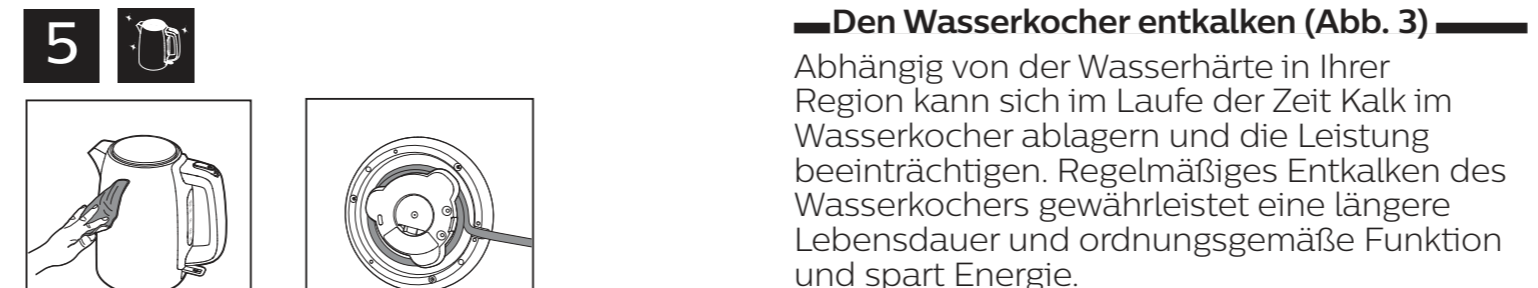 5
Den Wasserkocher entkalken (Abb. 3)
Abhängig von der Wasserhärte in Ihrer
Region kann sich im Laufe der Zeit Kalk im
Wasserkocher ablagern und die Leistung
beeinträchtigen. Regelmäßiges Entkalken des
Wasserkochers gewährleistet eine längere
Lebensdauer und ordnungsgemäße Funktion
und spart Energie.